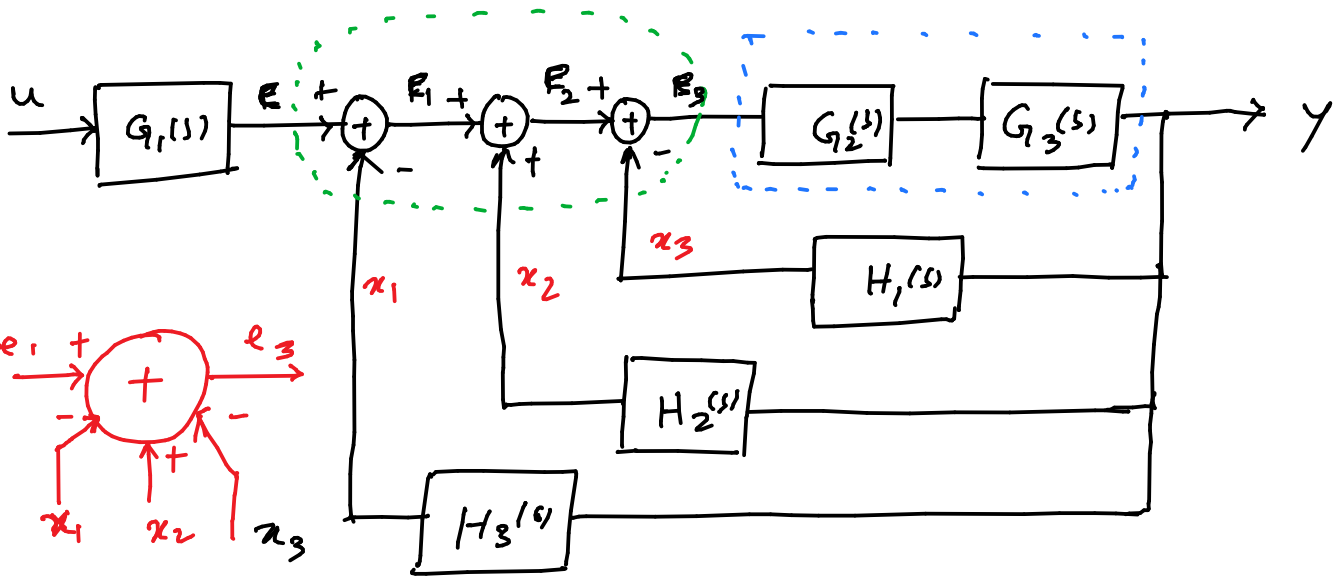 u G₁(s) E + + - E₁ + + + E₂ + + - E₃ G₂(s) G₃(s) y
x₁ x₂ x₃ H₁(s)
e₁ + + e₃
- + -
x₁ x₂ x₃
H₂(s)
H₃(s)